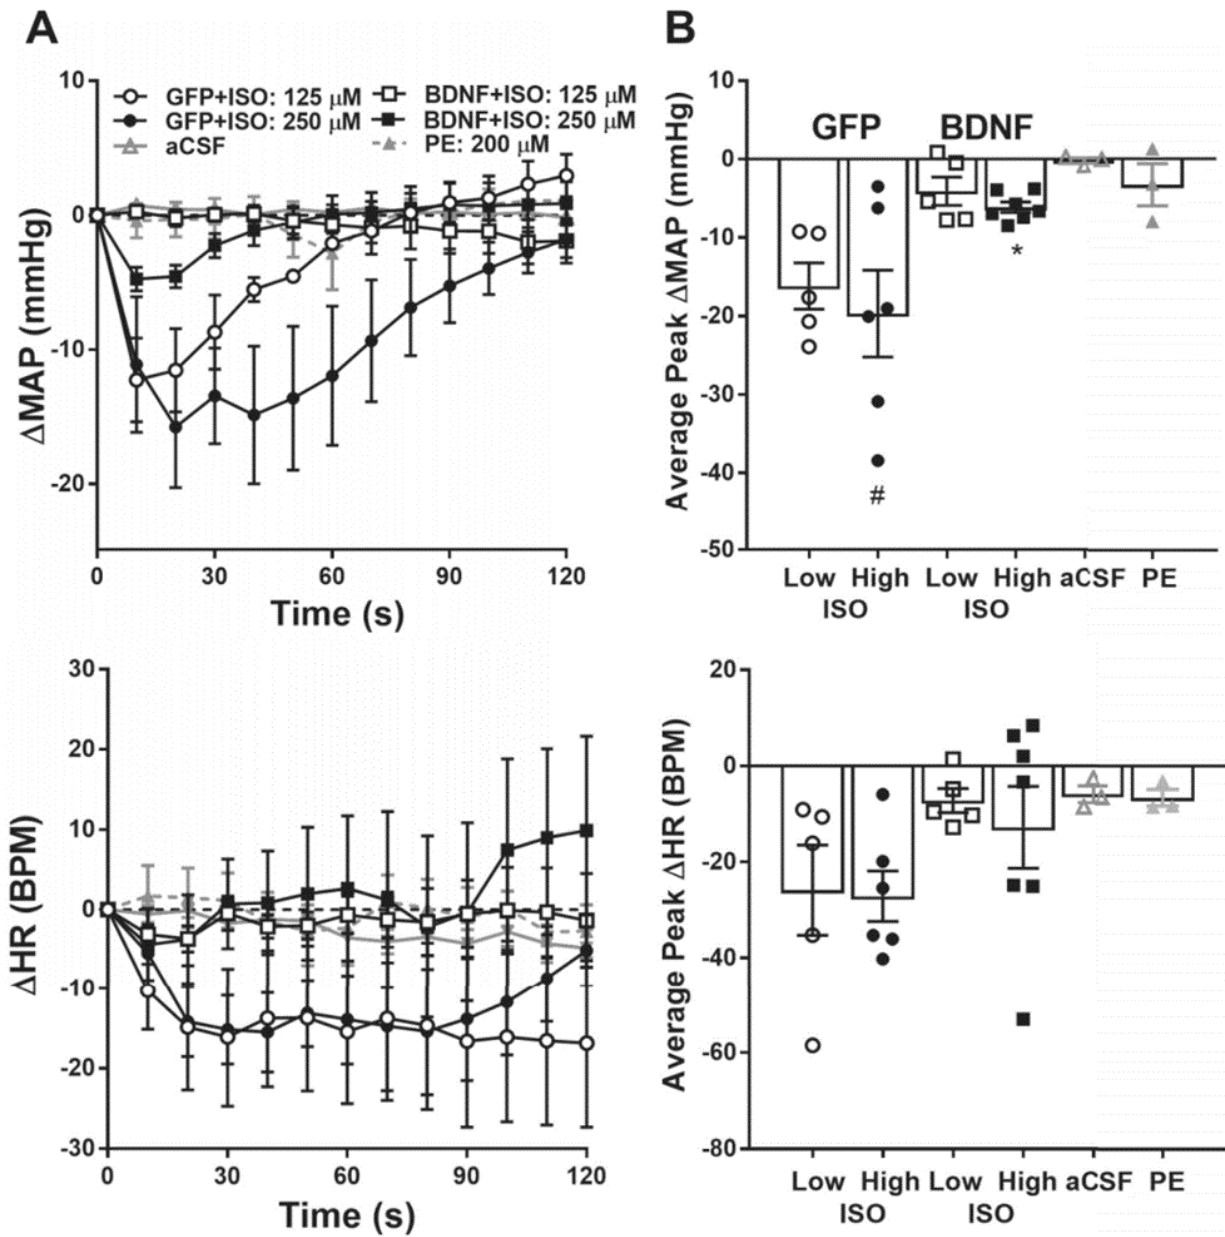 A
10
GFP+ISO: 125 μM
BDNF+ISO: 125 μM
GFP+ISO: 250 μM
BDNF+ISO: 250 μM
aCSF
PE: 200 μM
0
-10
-20
ΔMAP (mmHg)
0 30 60 90 120
Time (s)
B
10
GFP BDNF
0
-10
-20
-30
-40
-50
#
*
Average Peak ΔMAP (mmHg)
Low High Low High aCSF PE
ISO ISO
30
20
10
0
-10
-20
-30
ΔHR (BPM)
0 30 60 90 120
Time (s)
20
0
-20
-40
-60
-80
Average Peak ΔHR (BPM)
Low High Low High aCSF PE
ISO ISO